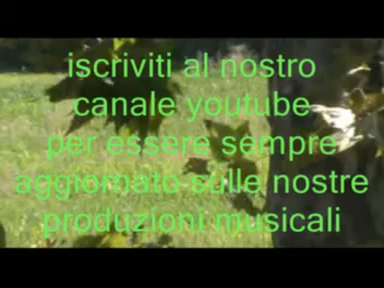 iscriviti al nostro
canale youtube
per essere sempre
aggiornato sulle nostre
produzioni musicali